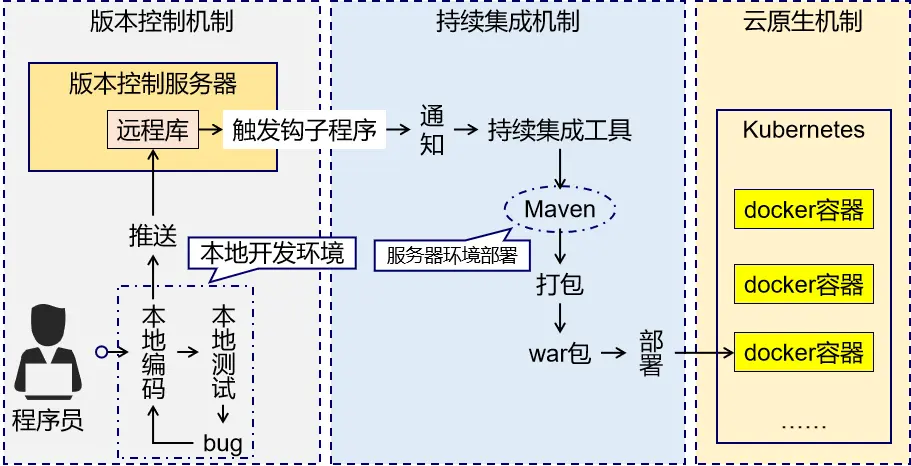 版本控制机制
版本控制服务器
远程库
触发钩子程序
推送
本地开发环境
程序员
本地编码
本地测试
bug
持续集成机制
通知
持续集成工具
Maven
服务器环境部署
打包
war包
部署
云原生机制
Kubernetes
docker容器
docker容器
docker容器
……